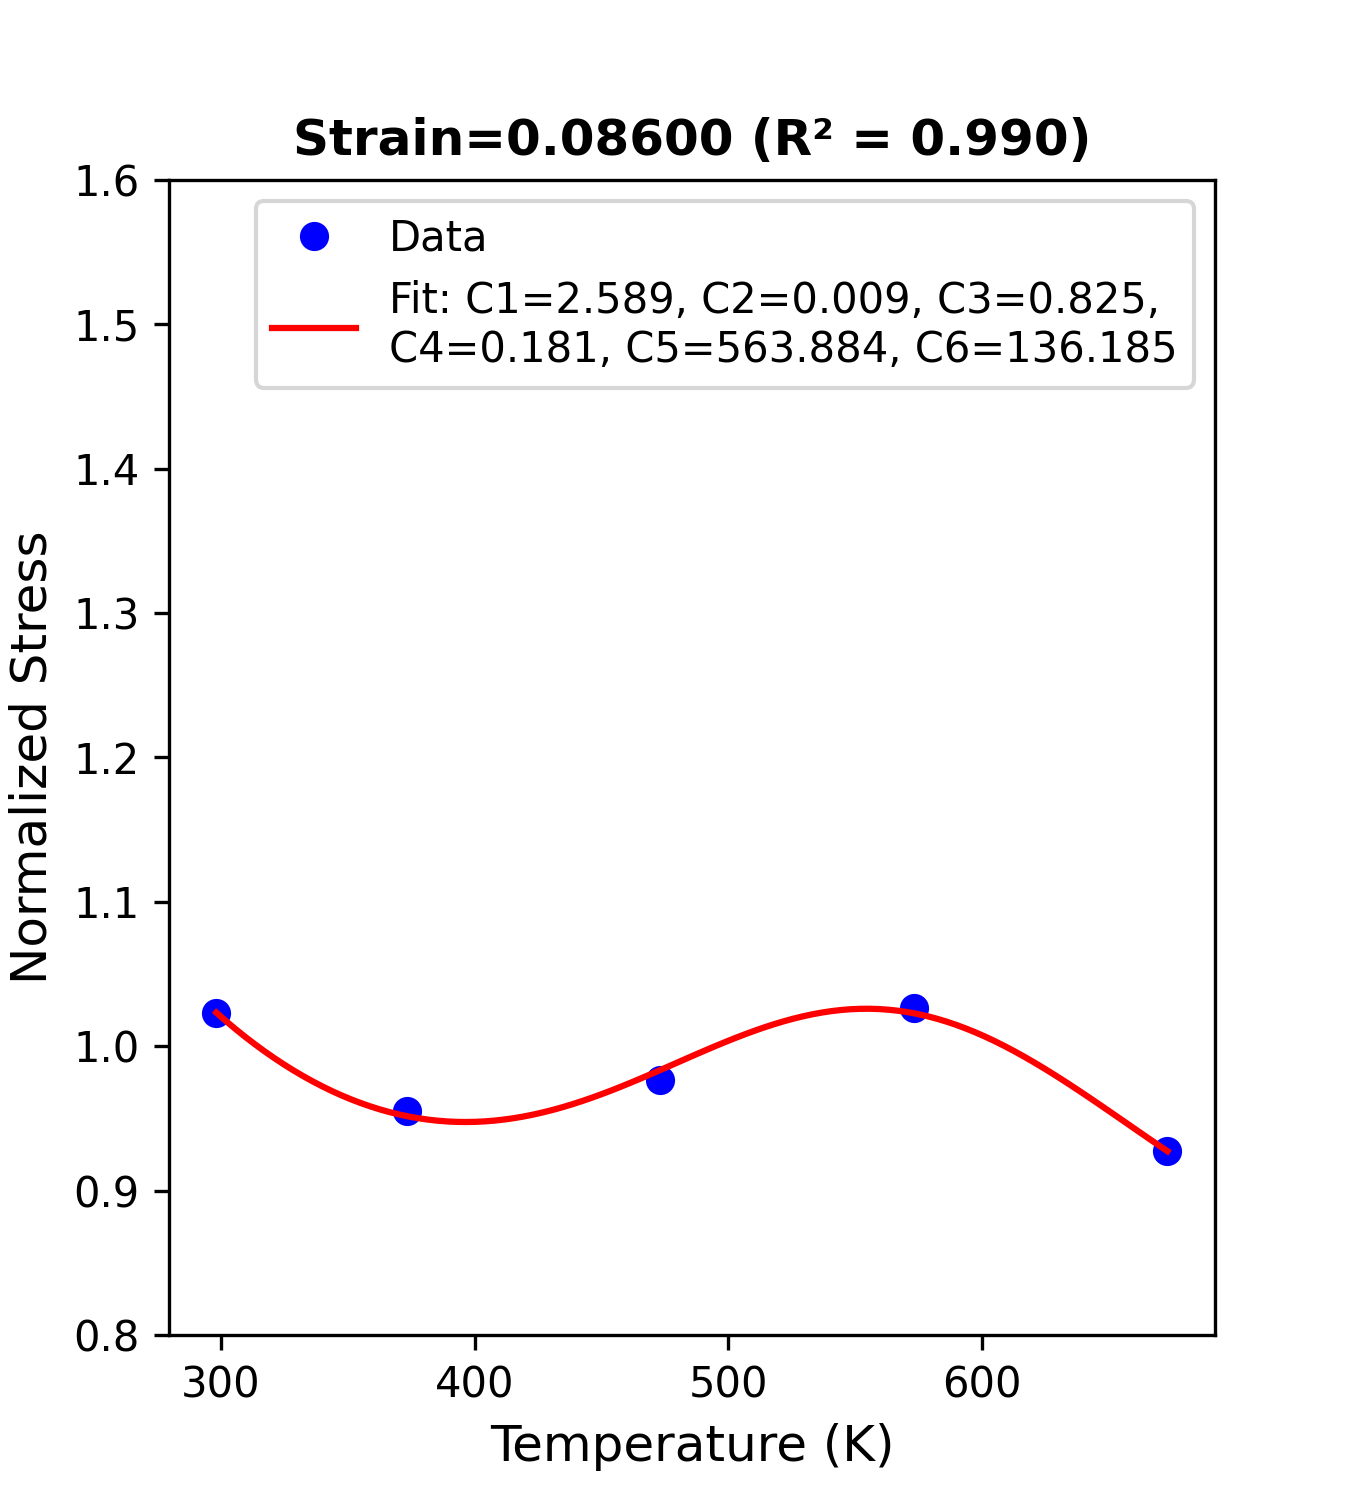 Strain=0.08600 (R² = 0.990)
Data
Fit: C1=2.589, C2=0.009, C3=0.825,
C4=0.181, C5=563.884, C6=136.185
Normalized Stress
1.6
1.5
1.4
1.3
1.2
1.1
1.0
0.9
0.8
300 400 500 600
Temperature (K)